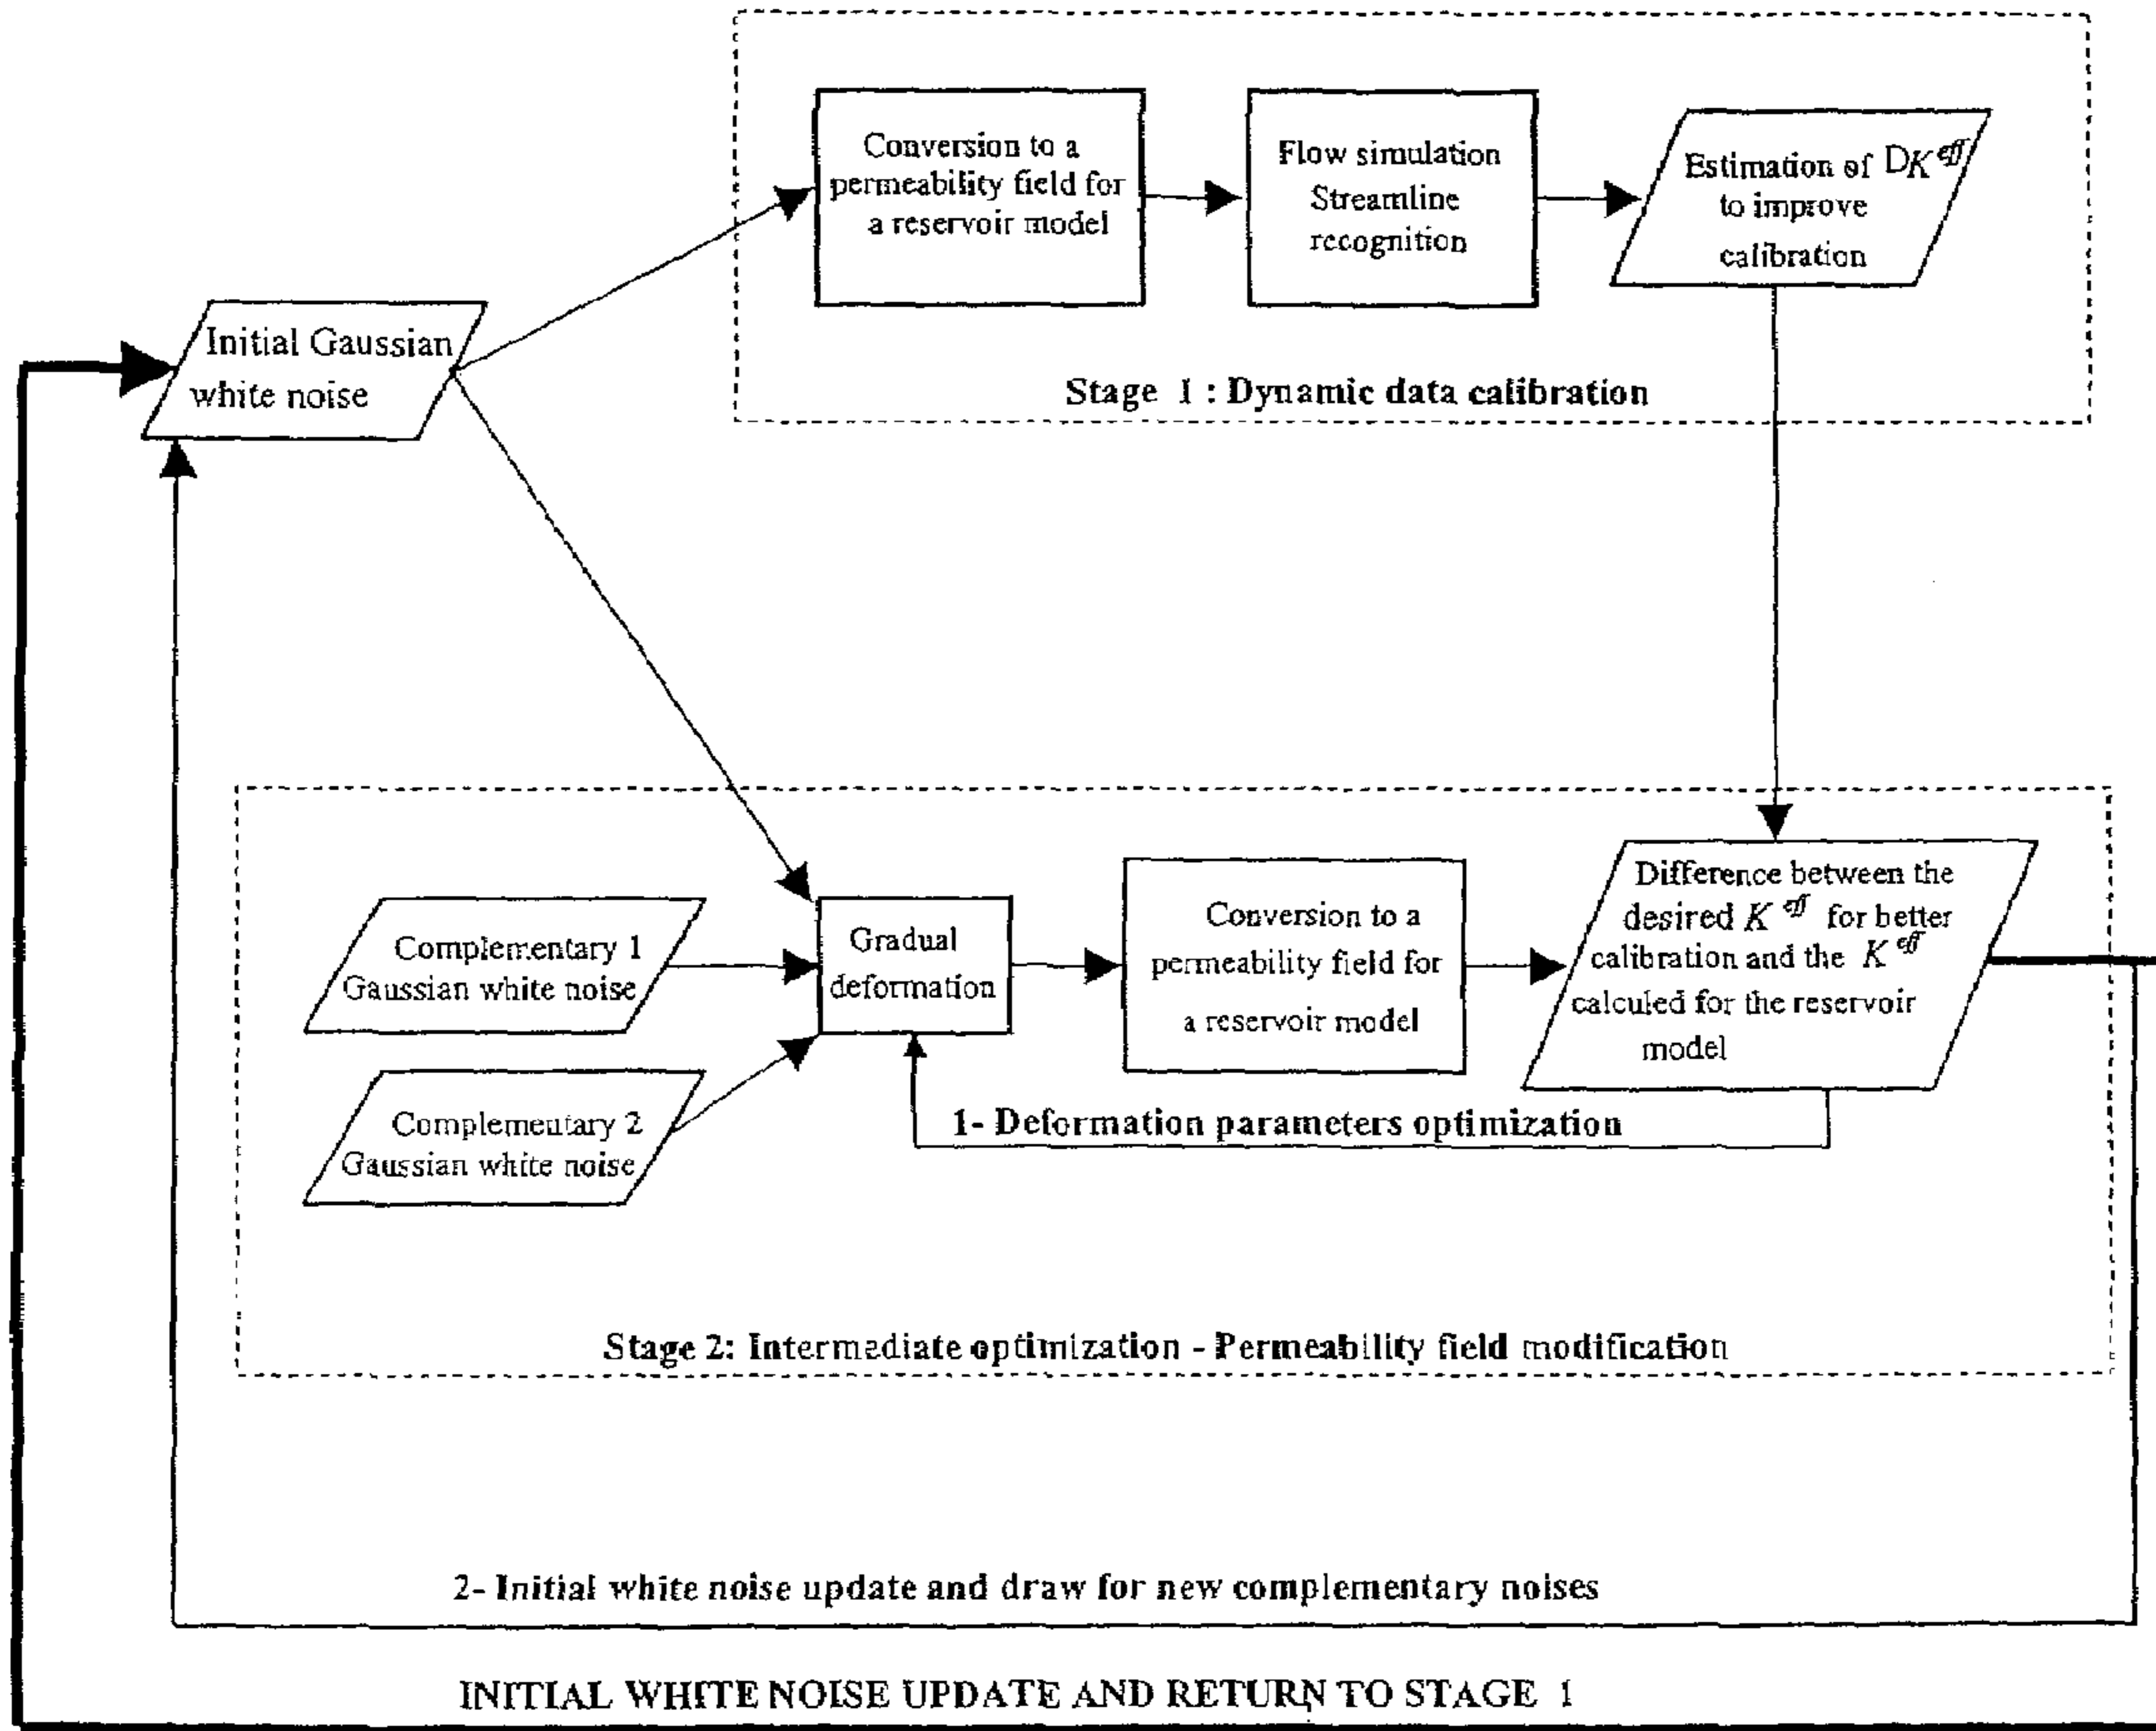 Conversion to a
permeability field for
a reservoir model
Flow simulation
Streamline
recognition
Estimation of DK^eff
to improve
calibration
Initial Gaussian
white noise
Stage 1 : Dynamic data calibration
Complementary 1
Gaussian white noise
Complementary 2
Gaussian white noise
Gradual
deformation
Conversion to a
permeability field for
a reservoir model
Difference between the
desired K^eff for better
calibration and the K^eff
calculed for the reservoir
model
1- Deformation parameters optimization
Stage 2: Intermediate optimization - Permeability field modification
2- Initial white noise update and draw for new complementary noises
INITIAL WHITE NOISE UPDATE AND RETURN TO STAGE 1